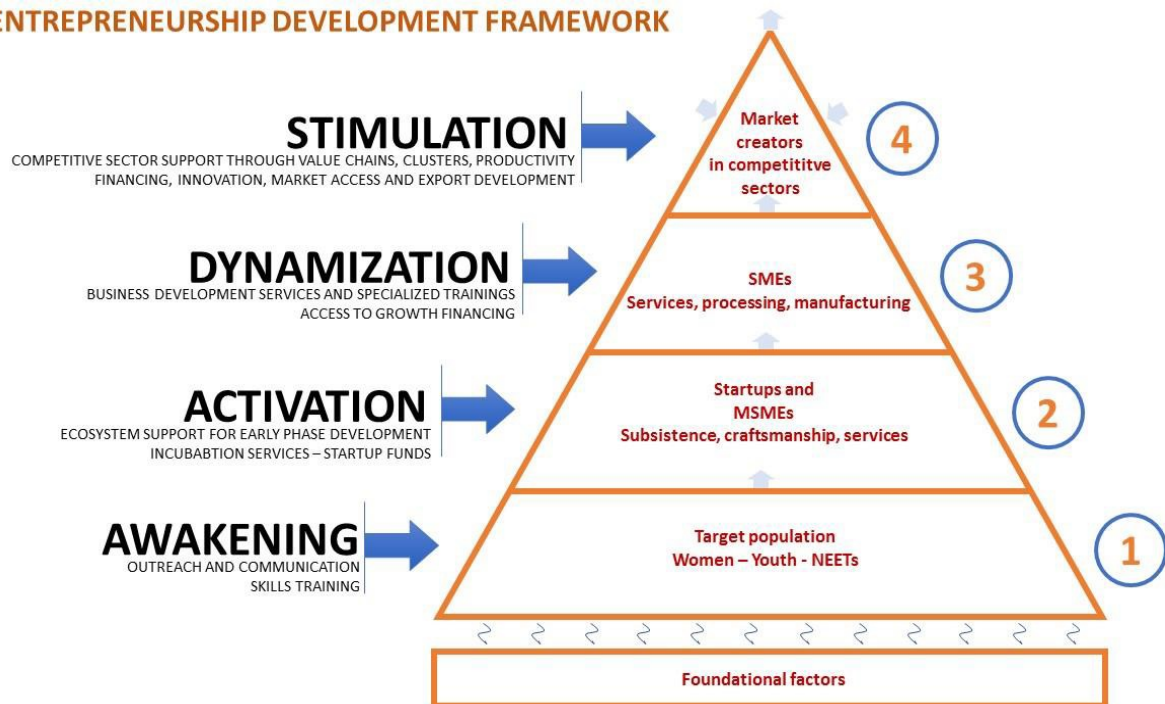 ENTREPRENEURSHIP DEVELOPMENT FRAMEWORK
STIMULATION
COMPETITIVE SECTOR SUPPORT THROUGH VALUE CHAINS, CLUSTERS, PRODUCTIVITY
FINANCING, INNOVATION, MARKET ACCESS AND EXPORT DEVELOPMENT
Market
creators
in competititve
sectors
4
DYNAMIZATION
BUSINESS DEVELOPMENT SERVICES AND SPECIALIZED TRAININGS
ACCESS TO GROWTH FINANCING
SMEs
Services, processing, manufacturing
3
ACTIVATION
ECOSYSTEM SUPPORT FOR EARLY PHASE DEVELOPMENT
INCUBABTION SERVICES – STARTUP FUNDS
Startups and
MSMEs
Subsistence, craftsmanship, services
2
AWAKENING
OUTREACH AND COMMUNICATION
SKILLS TRAINING
Target population
Women – Youth - NEETs
1
Foundational factors